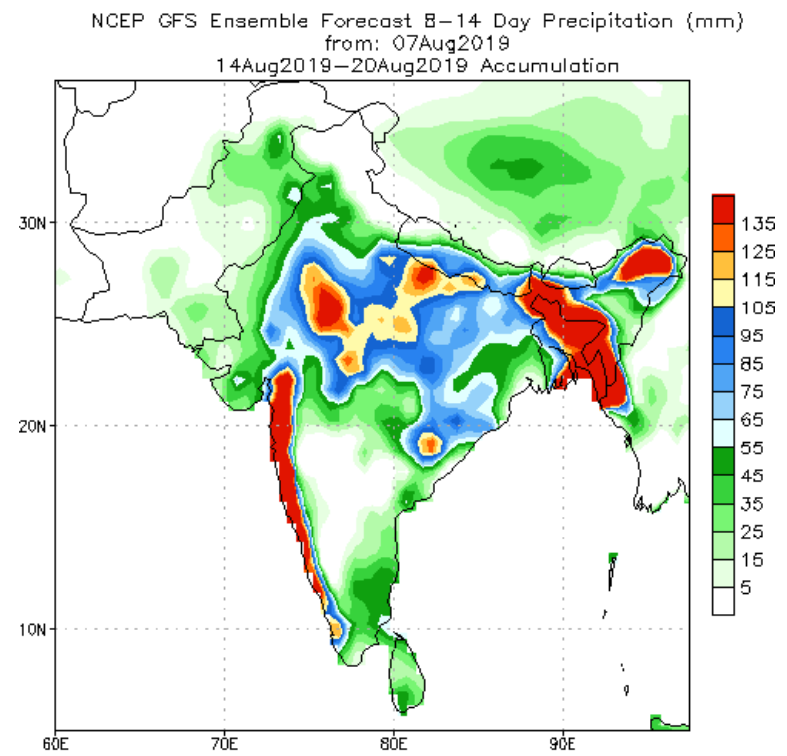 NCEP GFS Ensemble Forecast 8–14 Day Precipitation (mm)
from: 07Aug2019
14Aug2019–20Aug2019 Accumulation
30N
20N
10N
60E
70E
80E
90E
135
125
115
105
95
85
75
65
55
45
35
25
15
5